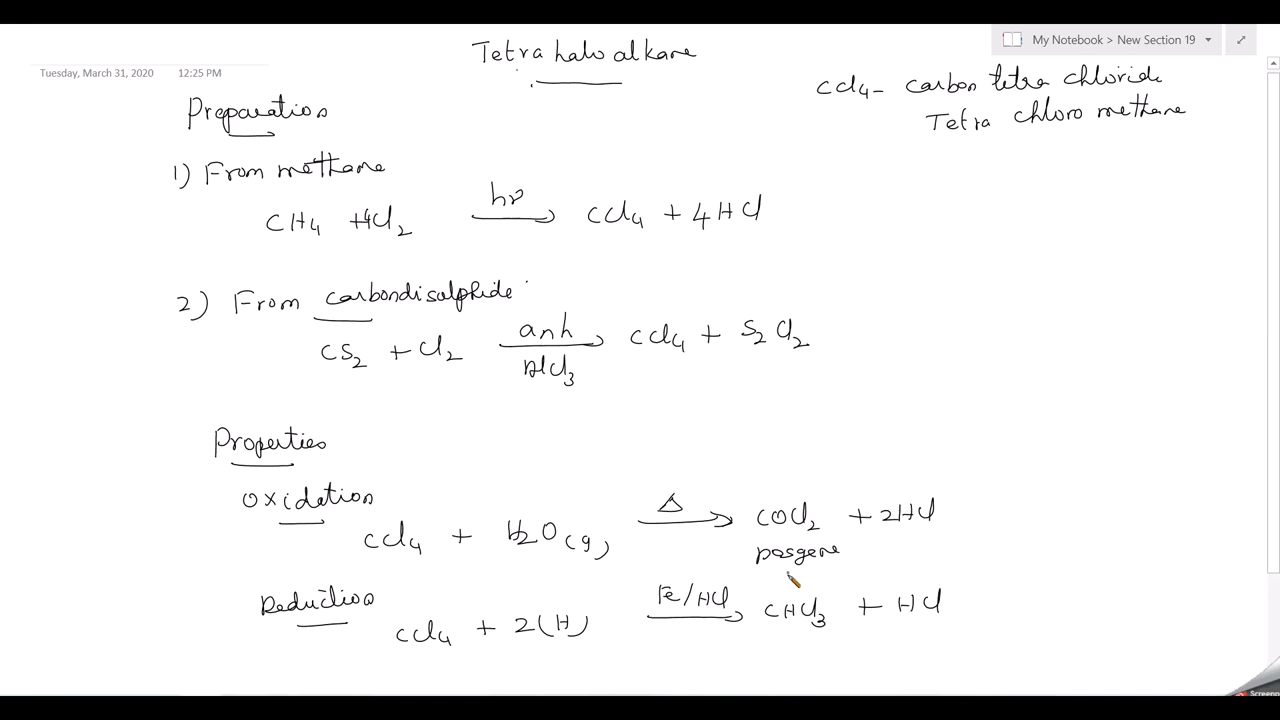 Tetra halo alkane
My Notebook > New Section 19
Tuesday, March 31, 2020 12:25 PM
CCl4 - carbon tetra chloride
Tetra chloro methane
Preparation
1) From methane
CH4 + 4Cl2 hν → CCl4 + 4HCl
2) From carbondisulphide
CS2 + Cl2 anh AlCl3 → CCl4 + S2Cl2
Properties
Oxidation
CCl4 + H2O(g) Δ → COCl2 + 2HCl
posgene
Reduction
CCl4 + 2(H) Fe/HCl → CHCl3 + HCl